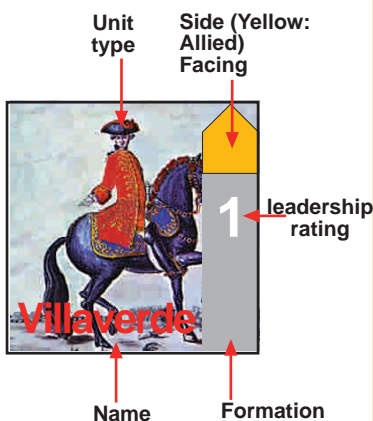 Unit
type
Side (Yellow:
Allied)
Facing
1
leadership
rating
Villaverde
Name
Formation